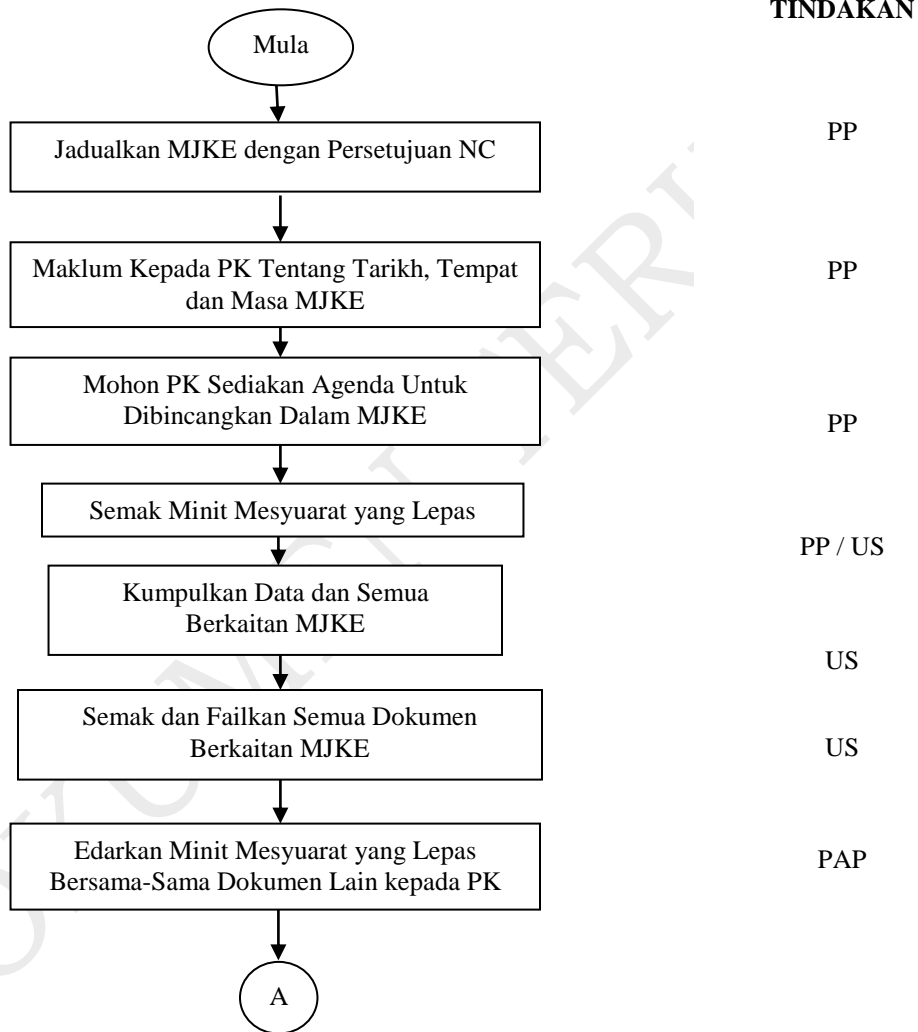 TINDAKAN
Mula
Jadualkan MJKE dengan Persetujuan NC
PP
Maklum Kepada PK Tentang Tarikh, Tempat
dan Masa MJKE
PP
Mohon PK Sediakan Agenda Untuk
Dibincangkan Dalam MJKE
PP
Semak Minit Mesyuarat yang Lepas
PP / US
Kumpulkan Data dan Semua
Berkaitan MJKE
US
Semak dan Failkan Semua Dokumen
Berkaitan MJKE
US
Edarkan Minit Mesyuarat yang Lepas
Bersama-Sama Dokumen Lain kepada PK
PAP
A